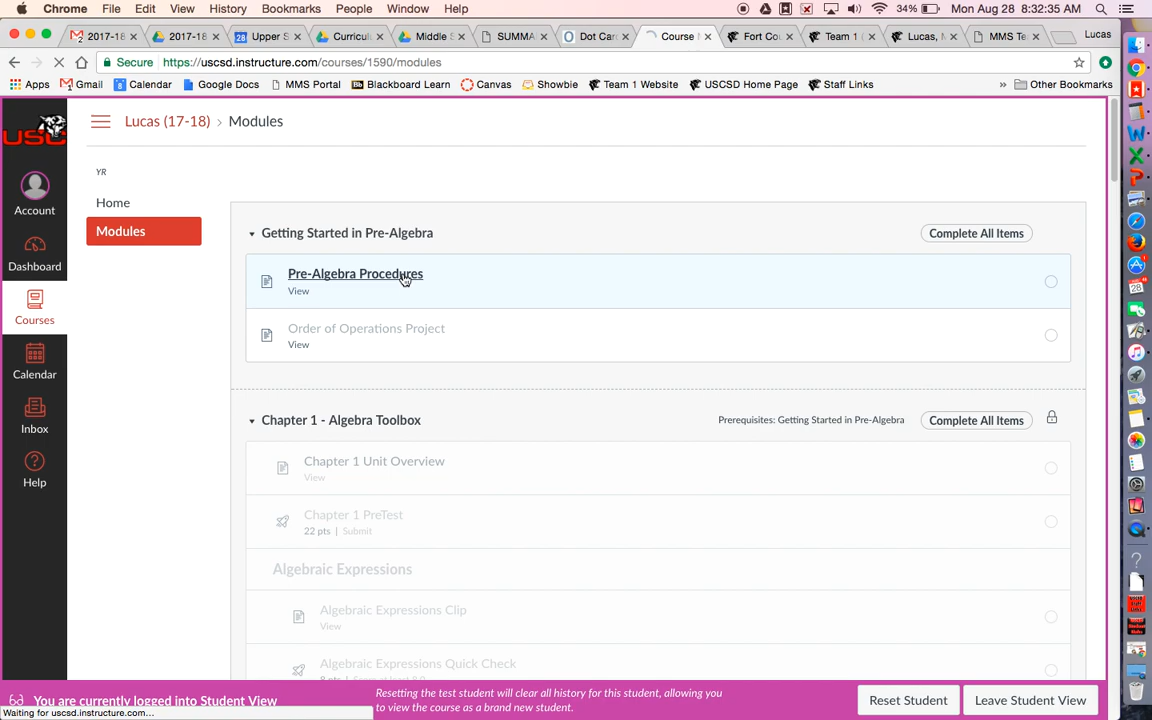 Chrome File Edit View History Bookmarks People Window Help 34% Mon Aug 28 8:32:35 AM
2017-18 2017-18 28 Upper S Curricul Middle S SUMMA Dot Car Course Fort Co Team 1 ( Lucas, M MMS Te Lucas
Secure https://uscsd.instructure.com/courses/1590/modules
Apps Gmail 8 Calendar Google Docs MMS Portal Bb Blackboard Learn Canvas Showbie Team 1 Website USCSD Home Page Staff Links » Other Bookmarks
USC
Lucas (17-18) › Modules
YR
Account
Home
Modules
Getting Started in Pre-Algebra Complete All Items
Dashboard
Pre-Algebra Procedures
View
Courses
Order of Operations Project
View
Calendar
Chapter 1 - Algebra Toolbox Prerequisites: Getting Started in Pre-Algebra Complete All Items
Inbox
Chapter 1 Unit Overview
View
Help
Chapter 1 PreTest
22 pts | Submit
Algebraic Expressions
Algebraic Expressions Clip
View
Algebraic Expressions Quick Check
You are currently logged into Student View
Resetting the test student will clear all history for this student, allowing you
to view the course as a brand new student.
Reset Student Leave Student View
Waiting for uscsd.instructure.com...